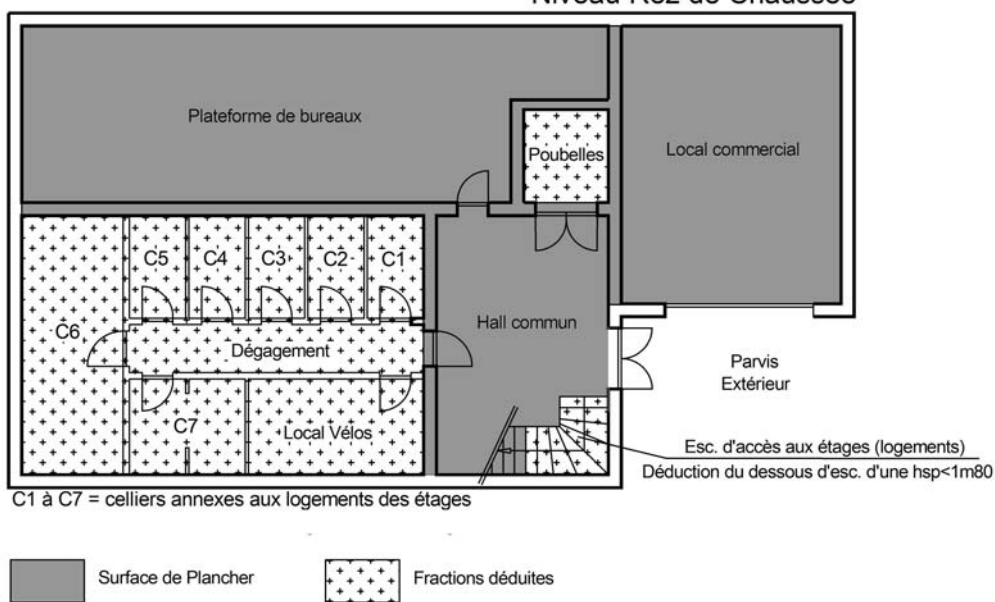 Niveau Rez de Chaussée
Plateforme de bureaux
Poubelles
Local commercial
C5
C4
C3
C2
C1
C6
Hall commun
Dégagement
Parvis
Extérieur
C7
Local Vélos
Esc. d'accès aux étages (logements)
Déduction du dessous d'esc. d'une hsp<1m80
C1 à C7 = celliers annexes aux logements des étages
Surface de Plancher
Fractions déduites